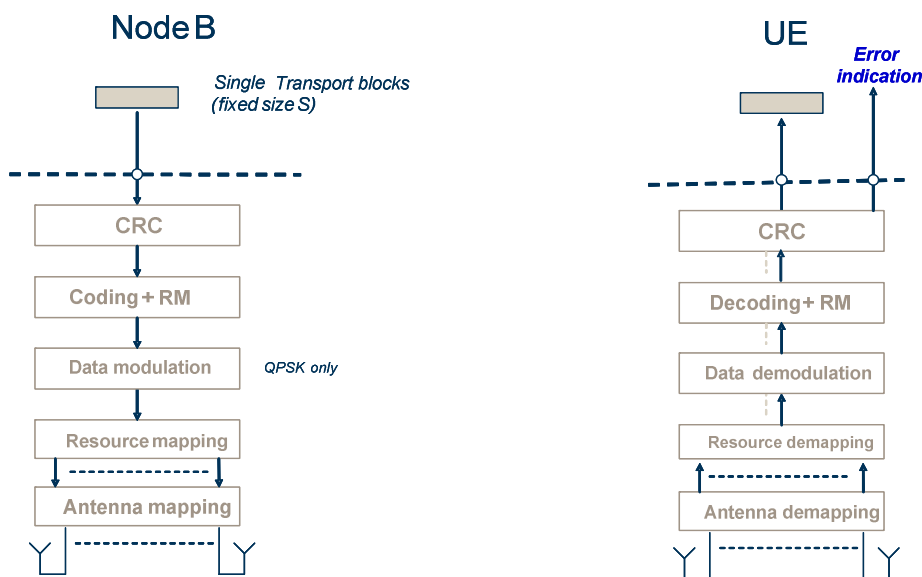 Node B
Single Transport blocks
(fixed size S)
CRC
Coding + RM
Data modulation
QPSK only
Resource mapping
Antenna mapping
UE
Error
indication
CRC
Decoding + RM
Data demodulation
Resource demapping
Antenna demapping